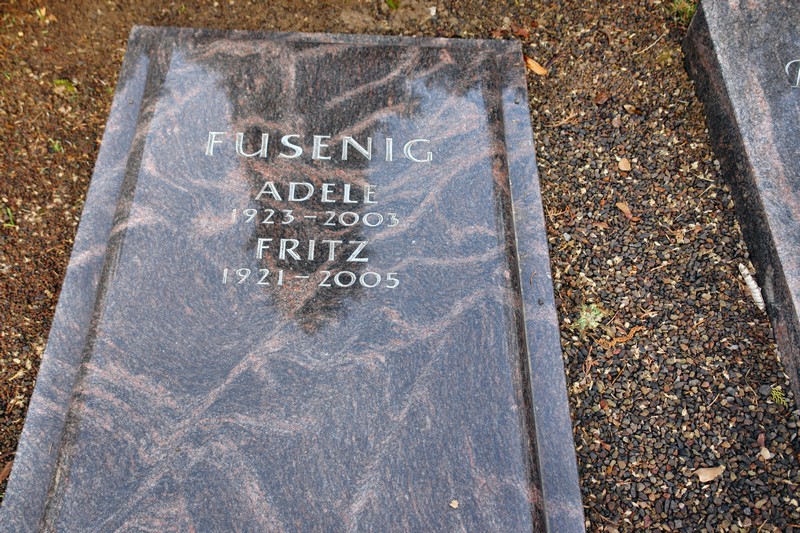 FUSENIG
ADELE
1923–2003
FRITZ
1921–2005